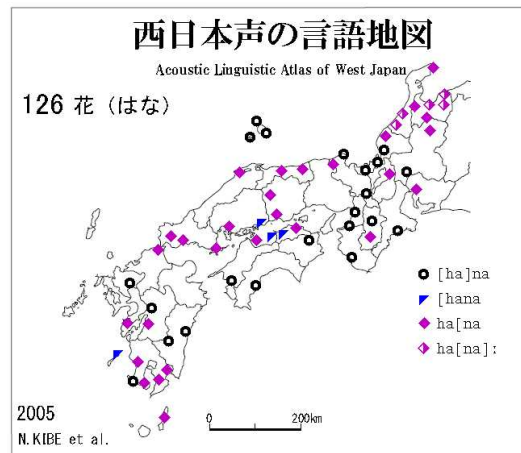 西日本声の言語地図
Acoustic Linguistic Atlas of West Japan
126 花 (はな)
[ha]na
[hana
ha[na
ha[na]:
2005
N.KIBE et al.
0 200km